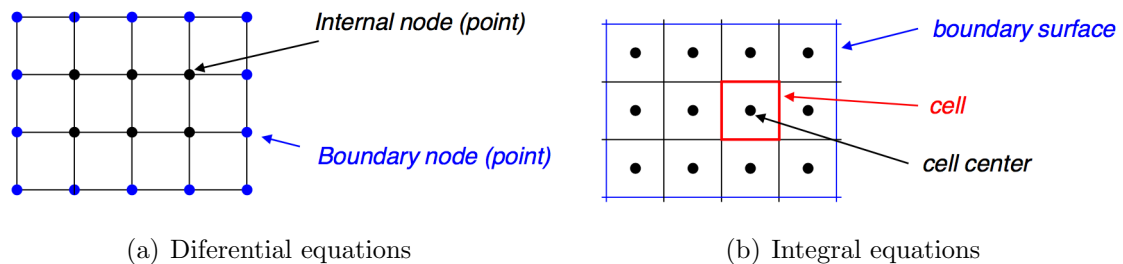 Internal node (point)
Boundary node (point)
(a) Diferential equations
boundary surface
cell
cell center
(b) Integral equations